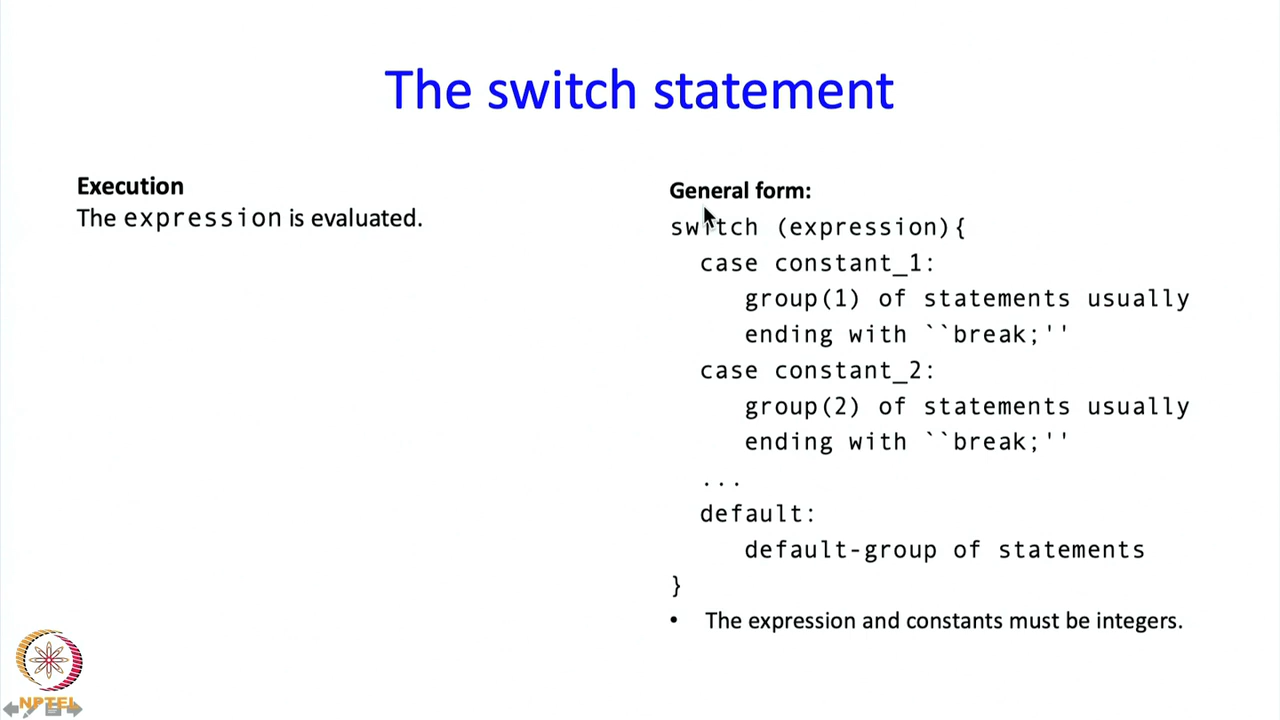 The switch statement
Execution
The expression is evaluated.
General form:
switch (expression){
case constant_1:
group(1) of statements usually
ending with ``break;''
case constant_2:
group(2) of statements usually
ending with ``break;''
...
default:
default-group of statements
}
• The expression and constants must be integers.
NPTEL